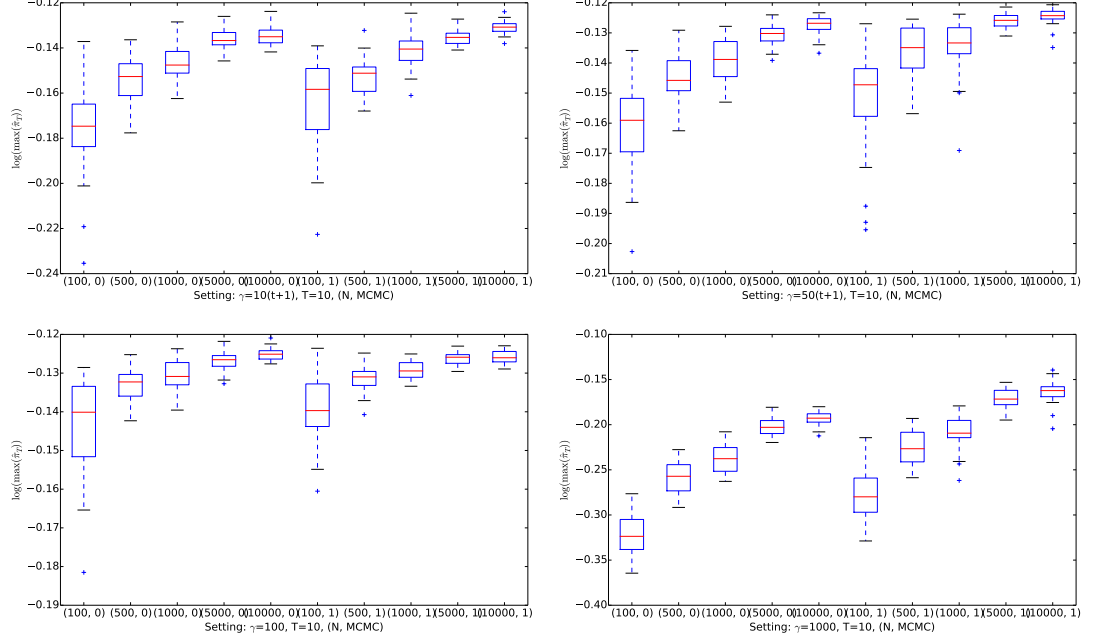 −0.12
−0.14
−0.16
−0.18
−0.20
−0.22
−0.24
log(max(π̂_T))
(100, 0) (500, 0) (1000, 0) (5000, 0) (10000, 0) (100, 1) (500, 1) (1000, 1) (5000, 1) (10000, 1)
Setting: γ=10(t+1), T=10, (N, MCMC)
−0.12
−0.13
−0.14
−0.15
−0.16
−0.17
−0.18
−0.19
−0.20
−0.21
log(max(π̂_T))
(100, 0) (500, 0) (1000, 0) (5000, 0) (10000, 0) (100, 1) (500, 1) (1000, 1) (5000, 1) (10000, 1)
Setting: γ=50(t+1), T=10, (N, MCMC)
−0.12
−0.13
−0.14
−0.15
−0.16
−0.17
−0.18
−0.19
log(max(π̂_T))
(100, 0) (500, 0) (1000, 0) (5000, 0) (10000, 0) (100, 1) (500, 1) (1000, 1) (5000, 1) (10000, 1)
Setting: γ=100, T=10, (N, MCMC)
−0.10
−0.15
−0.20
−0.25
−0.30
−0.35
−0.40
log(max(π̂_T))
(100, 0) (500, 0) (1000, 0) (5000, 0) (10000, 0) (100, 1) (500, 1) (1000, 1) (5000, 1) (10000, 1)
Setting: γ=1000, T=10, (N, MCMC)